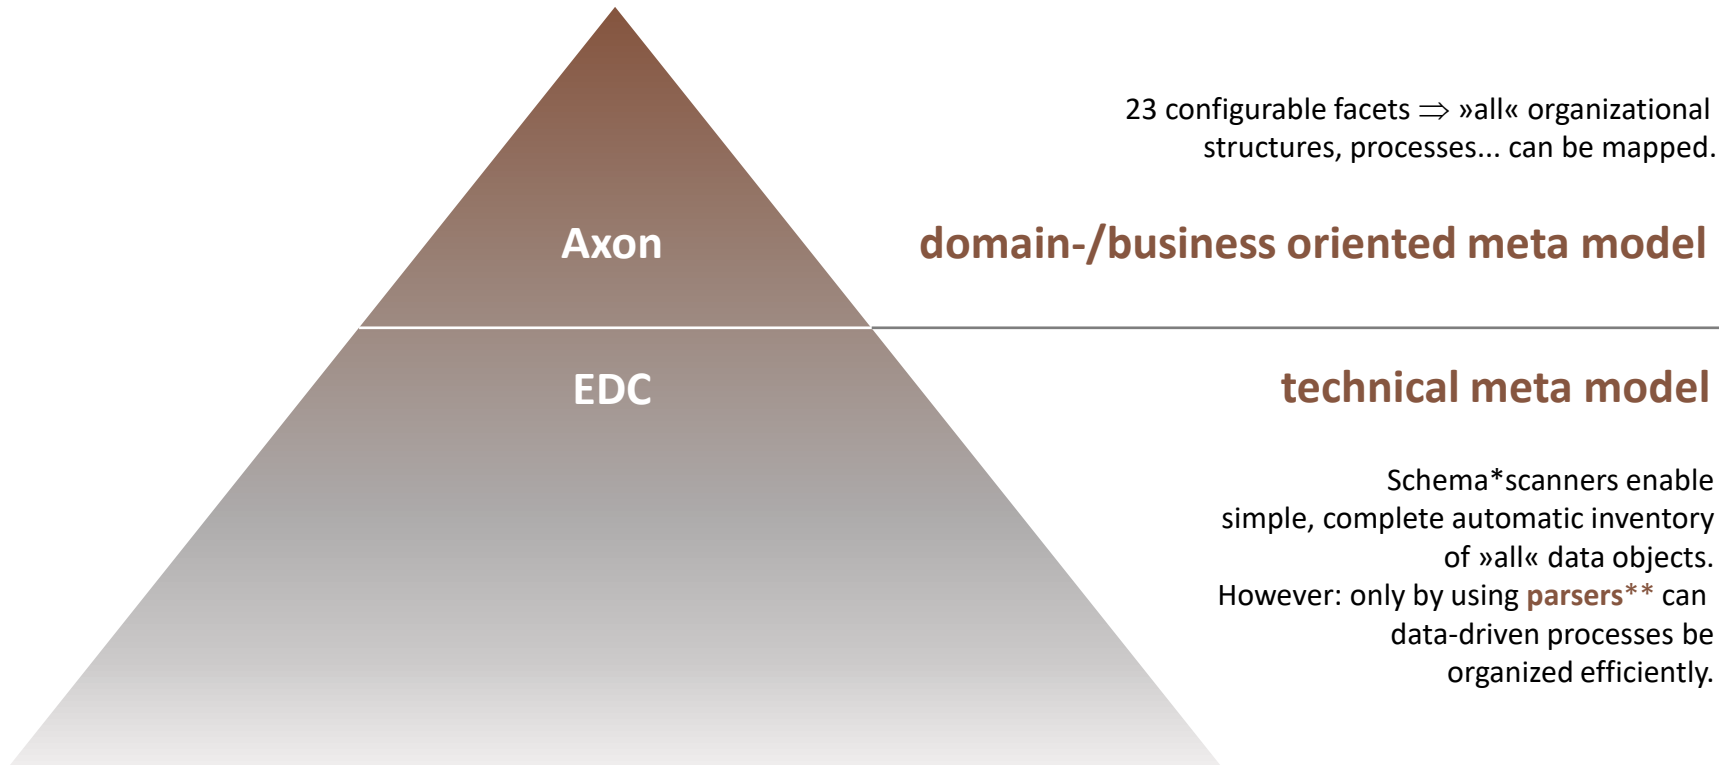 23 configurable facets ⇒ »all« organizational
structures, processes... can be mapped.
Axon
domain-/business oriented meta model
EDC
technical meta model
Schema*scanners enable
simple, complete automatic inventory
of »all« data objects.
However: only by using parsers** can
data-driven processes be
organized efficiently.